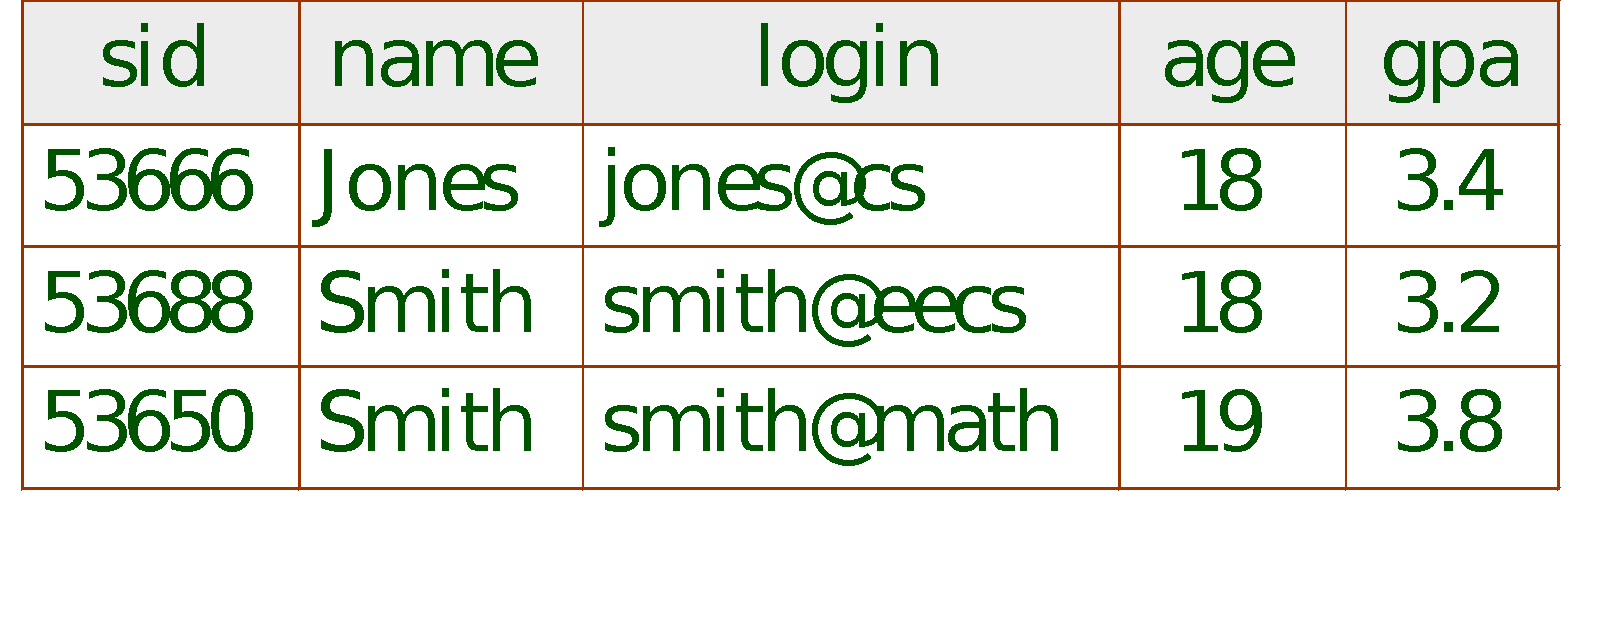 sid name login age gpa
53666 Jones jones@cs 18 3.4
53688 Smith smith@eecs 18 3.2
53650 Smith smith@math 19 3.8